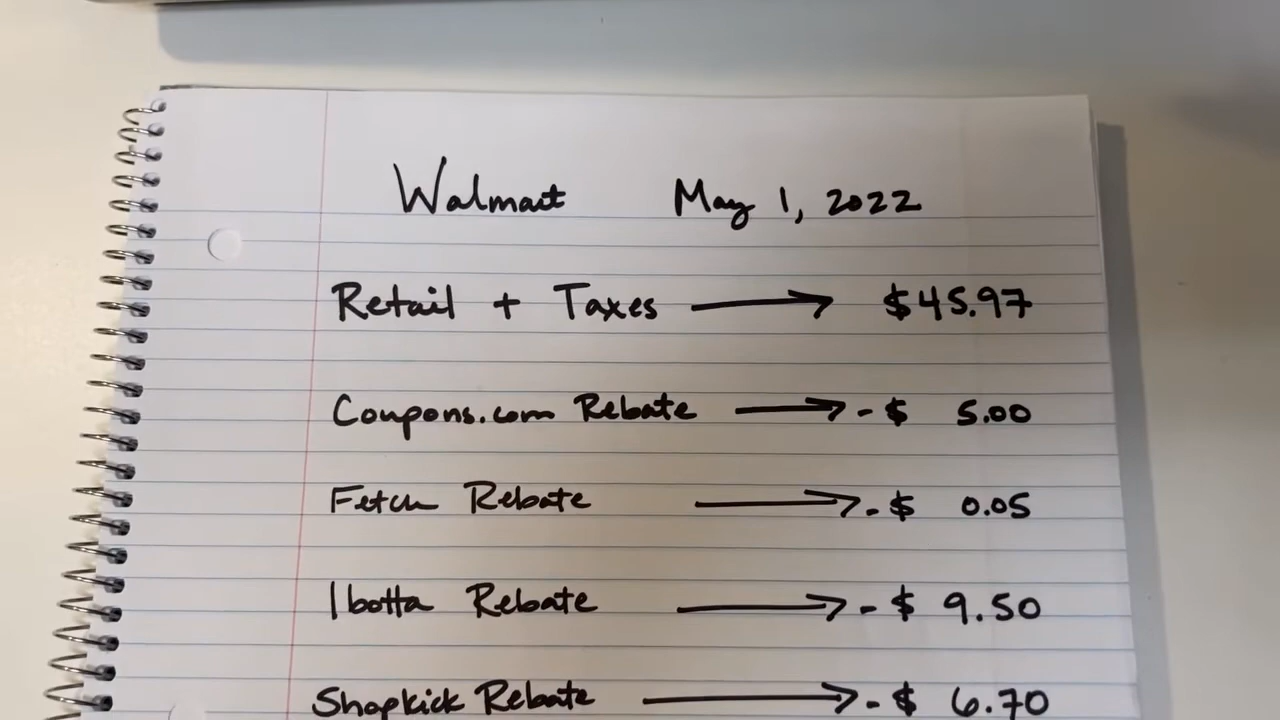 Walmart May 1, 2022
Retail + Taxes → $45.97
Coupons.com Rebate → - $ 5.00
Fetch Rebate → - $ 0.05
Ibotta Rebate → - $ 9.50
Shopkick Rebate → - $ 6.70